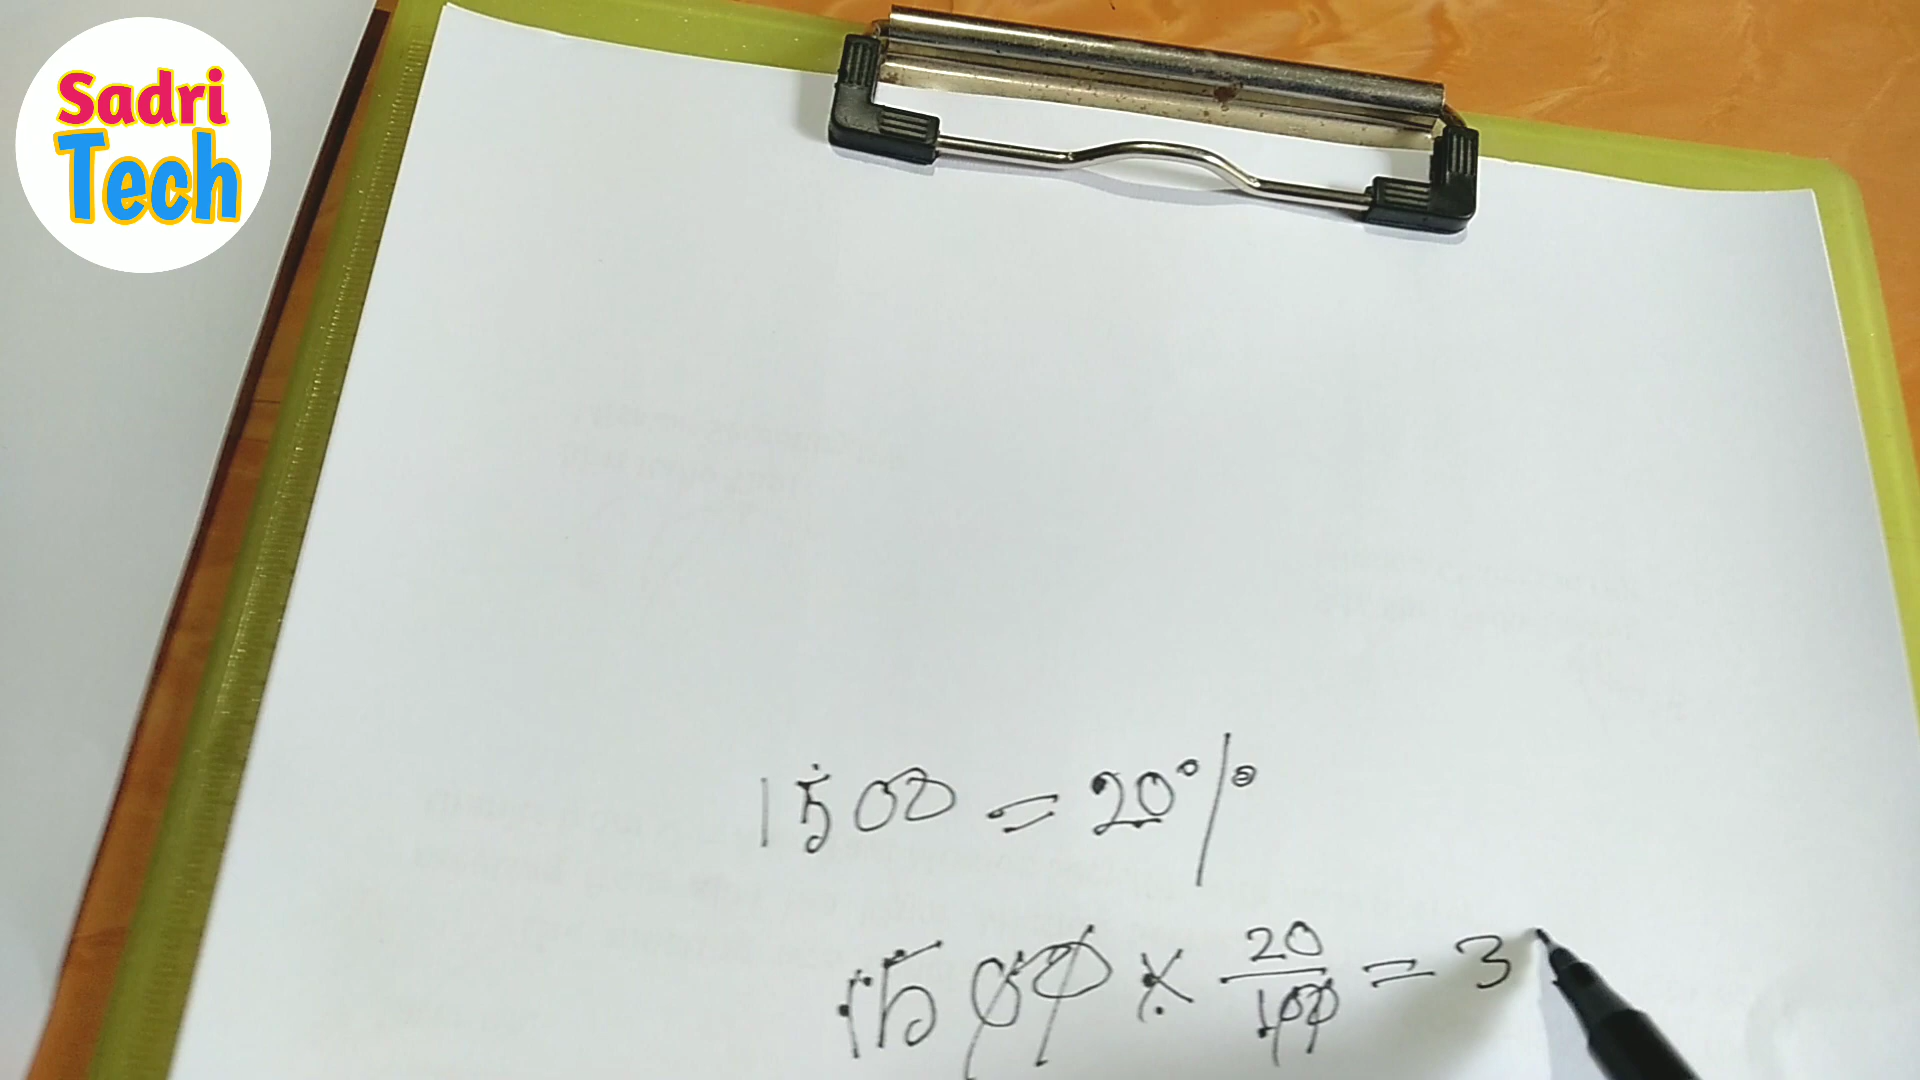 Sadri
Tech
1500 = 20%
1500 × 20/100 = 3